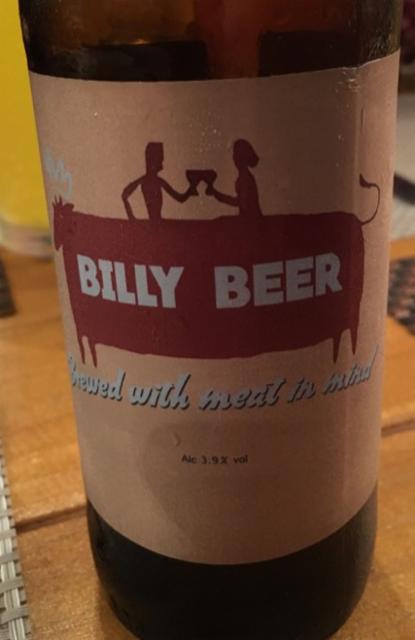 BILLY BEER
Brewed with meat in mind
Alc 3.9% vol